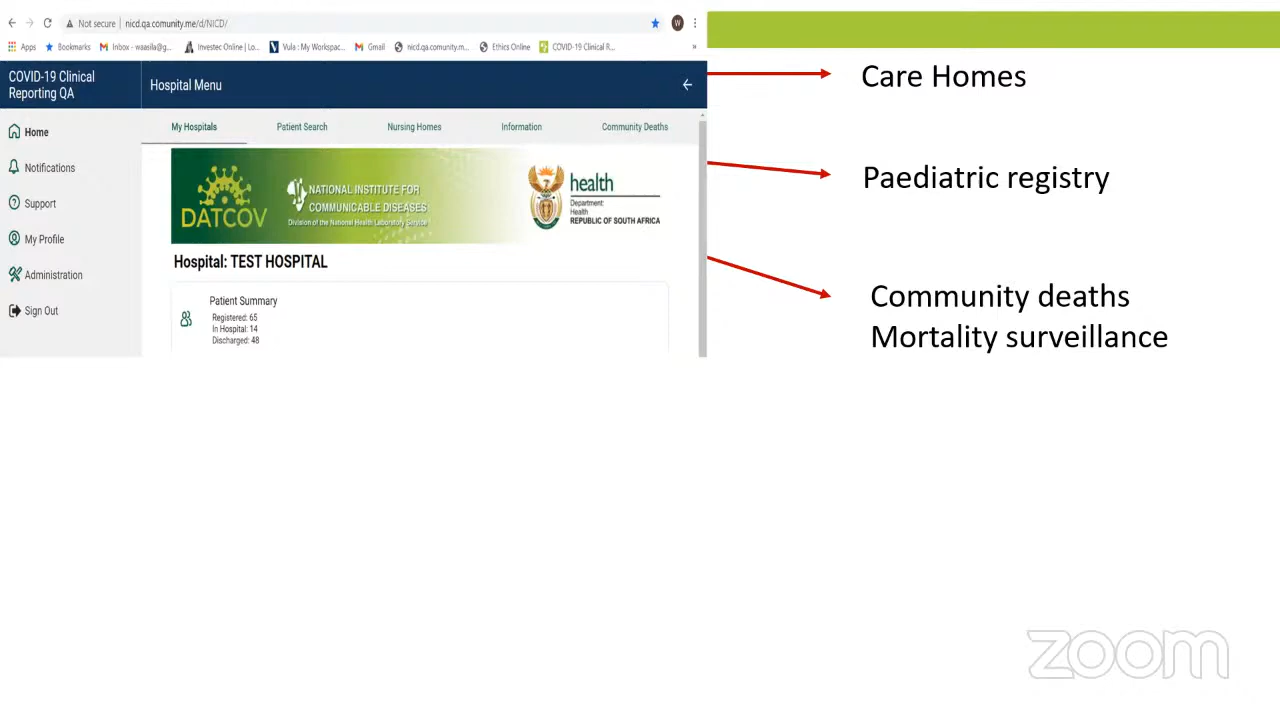 Not secure | nicd.qa.comunity.me/d/NICD/
W
Apps Bookmarks Inbox - waasila@g... Investec Online | Lo... Vula : My Workspac... Gmail nicd.qa.comunity.m... Ethics Online COVID-19 Clinical R... »
COVID-19 Clinical
Reporting QA
Hospital Menu
Home
Notifications
Support
My Profile
Administration
Sign Out
My Hospitals Patient Search Nursing Homes Information Community Deaths
DATCOV
NATIONAL INSTITUTE FOR
COMMUNICABLE DISEASES
Division of the National Health Laboratory Service
health
Department:
Health
REPUBLIC OF SOUTH AFRICA
Hospital: TEST HOSPITAL
Patient Summary
Registered: 65
In Hospital: 14
Discharged: 48
Care Homes
Paediatric registry
Community deaths
Mortality surveillance
zoom